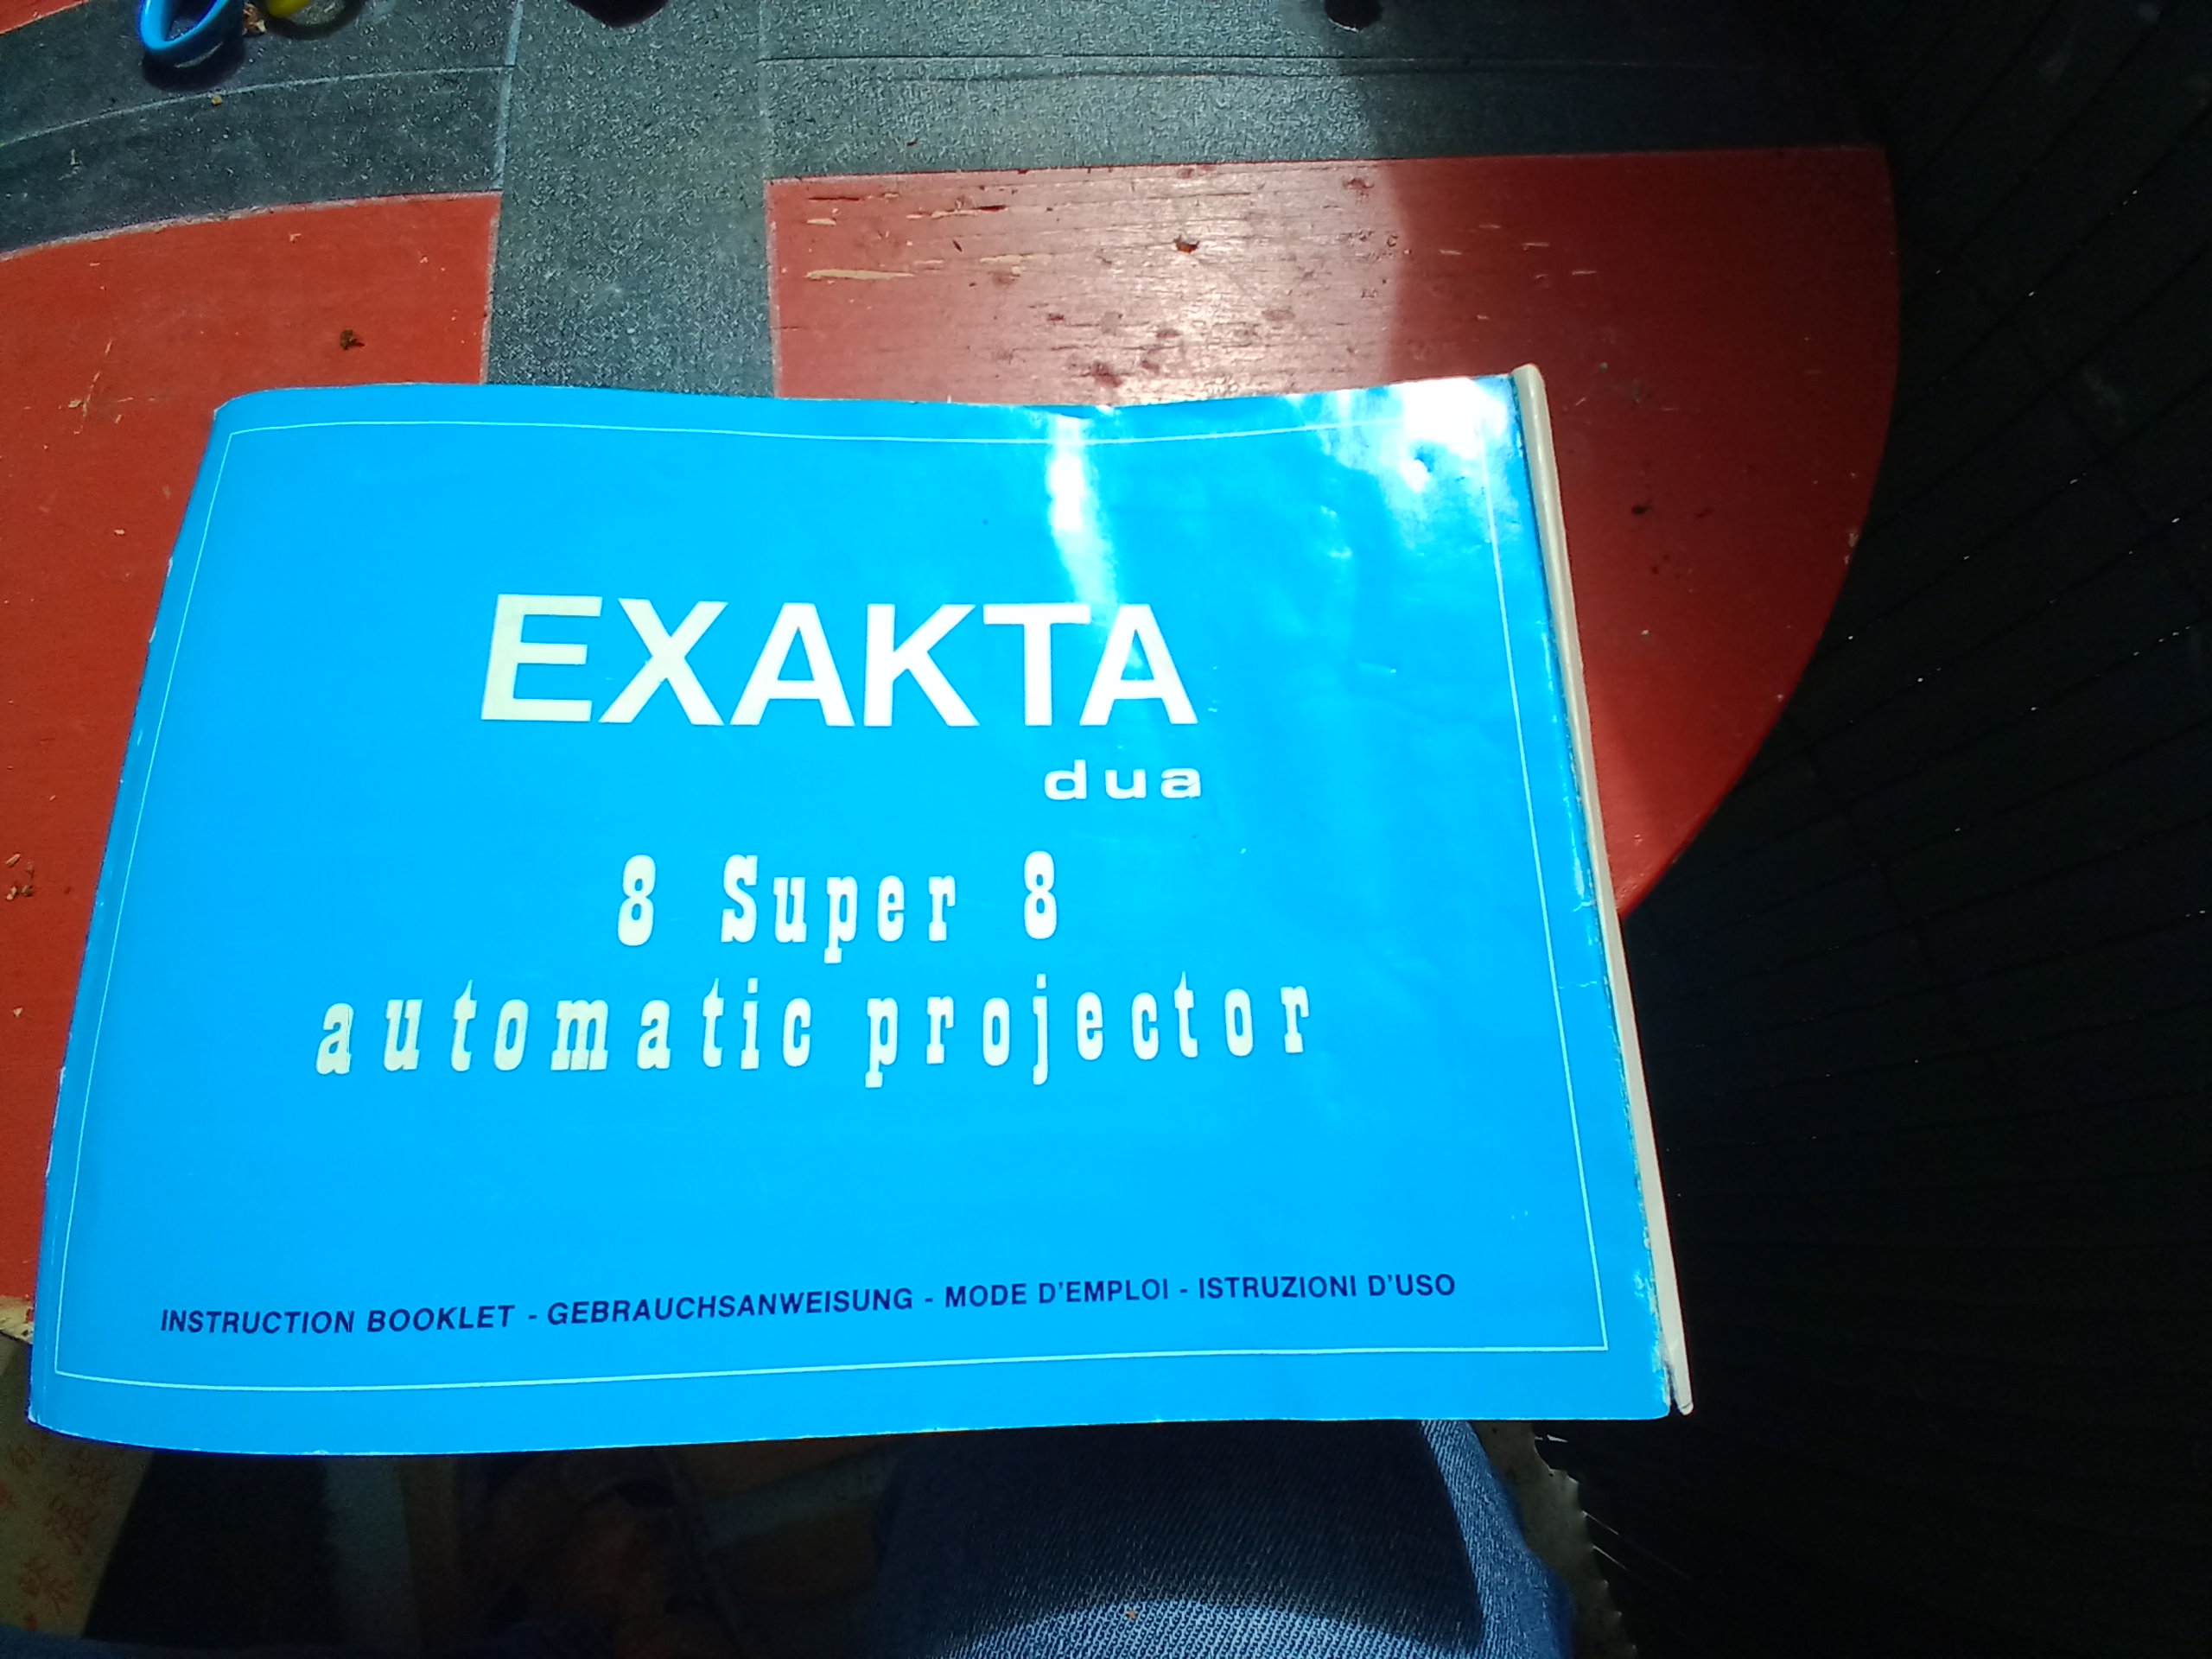 EXAKTA
dua
8 Super 8
automatic projector
INSTRUCTION BOOKLET - GEBRAUCHSANWEISUNG - MODE D'EMPLOI - ISTRUZIONI D'USO